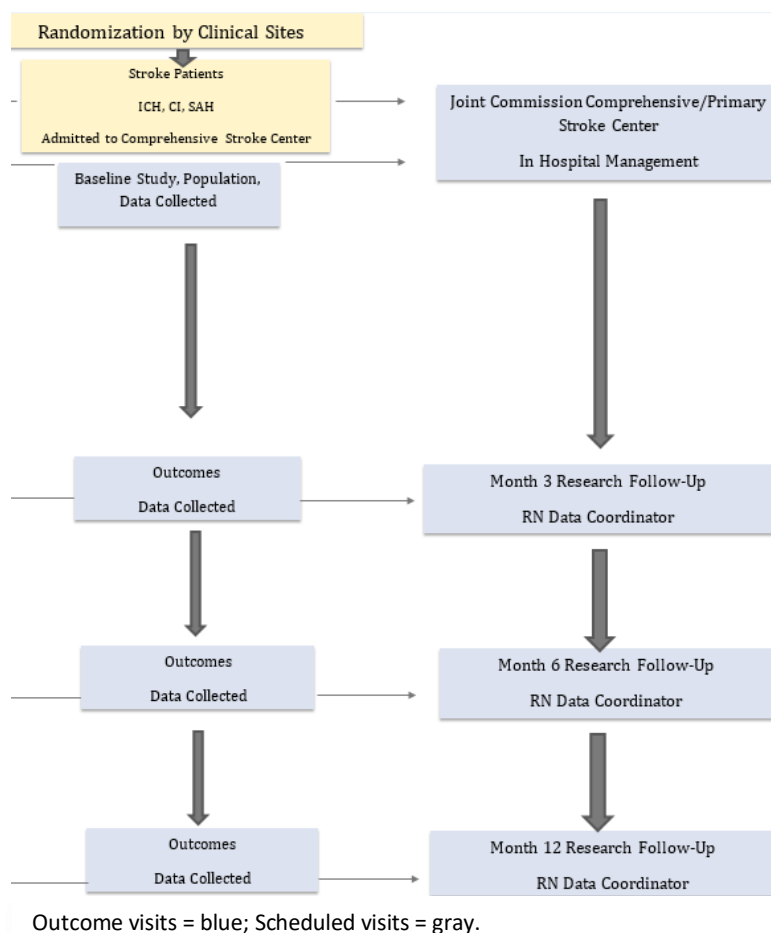 Randomization by Clinical Sites
Stroke Patients
ICH, CI, SAH
Admitted to Comprehensive Stroke Center
Joint Commission Comprehensive/Primary
Stroke Center
In Hospital Management
Baseline Study, Population,
Data Collected
Outcomes
Data Collected
Month 3 Research Follow-Up
RN Data Coordinator
Outcomes
Data Collected
Month 6 Research Follow-Up
RN Data Coordinator
Outcomes
Data Collected
Month 12 Research Follow-Up
RN Data Coordinator
Outcome visits = blue; Scheduled visits = gray.